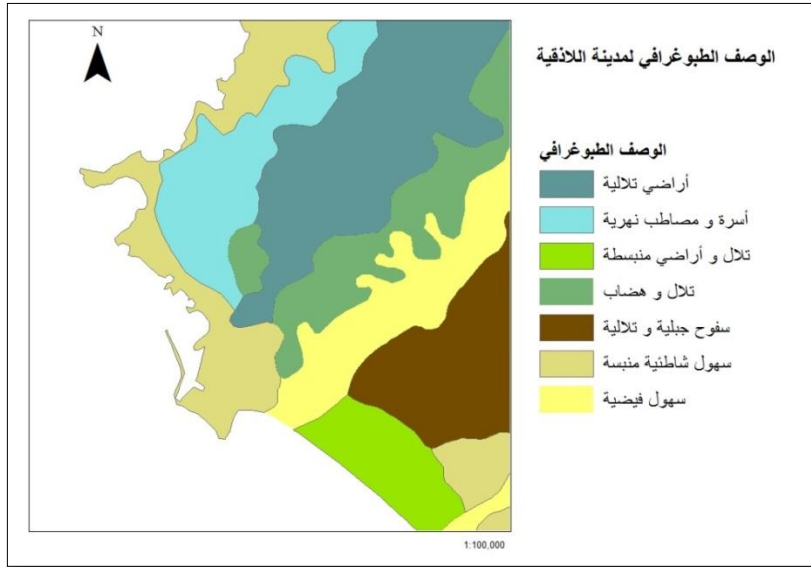 الوصف الطبوغرافي لمدينة اللاذقية
N
الوصف الطبوغرافي
أراضي تلالية
أسرة و مصاطب نهرية
تلال و أراضي منبسطة
تلال و هضاب
سفوح جبلية و تلالية
سهول شاطئية منبسة
سهول فيضية
1:100,000